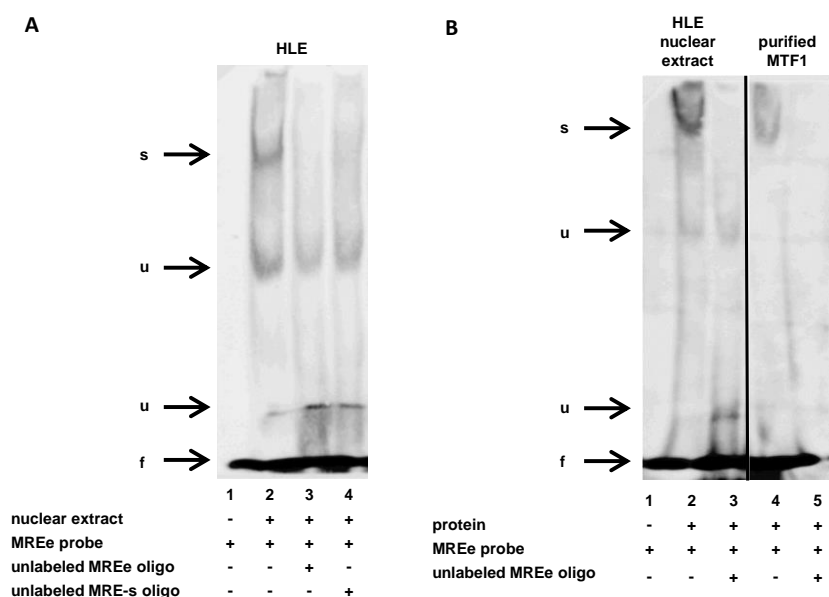 A
HLE
s
u
u
f
1 2 3 4
nuclear extract - + + +
MREe probe + + + +
unlabeled MREe oligo - - + -
unlabeled MRE-s oligo - - - +
B
HLE
nuclear
extract
purified
MTF1
s
u
u
f
1 2 3 4 5
protein - + + + +
MREe probe + + + + +
unlabeled MREe oligo - - + - +